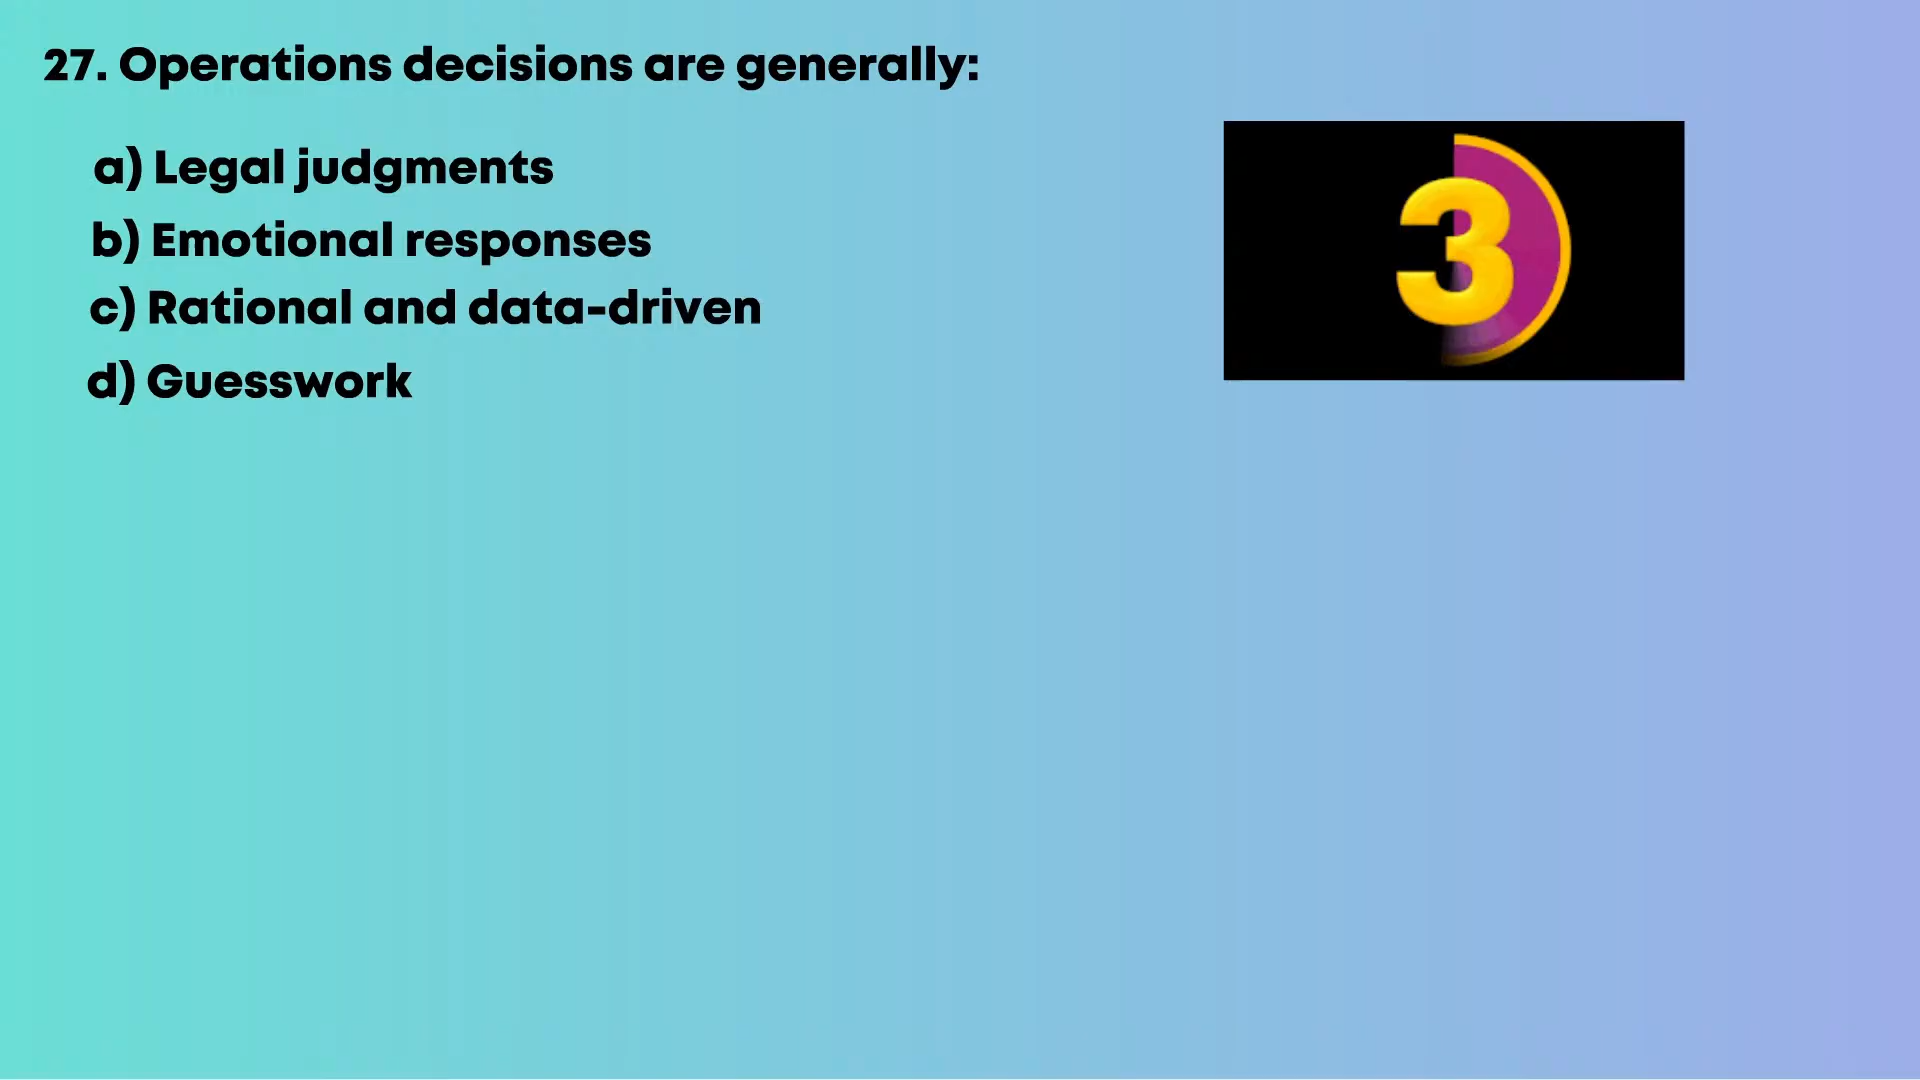 27. Operations decisions are generally:
a) Legal judgments
b) Emotional responses
c) Rational and data-driven
d) Guesswork
3